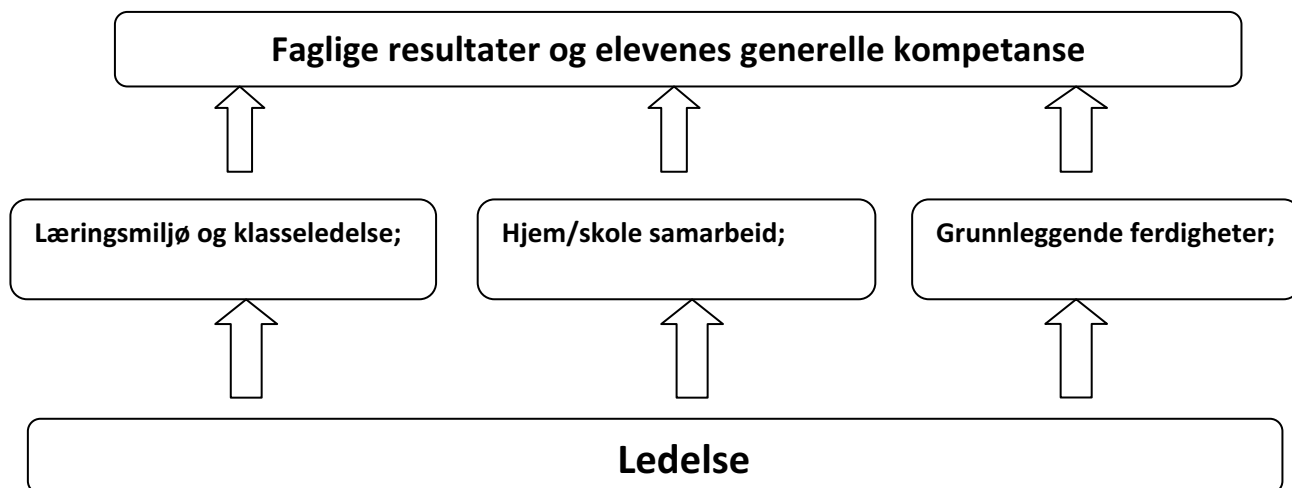 Faglige resultater og elevenes generelle kompetanse
Læringsmiljø og klasseledelse;
Hjem/skole samarbeid;
Grunnleggende ferdigheter;
Ledelse